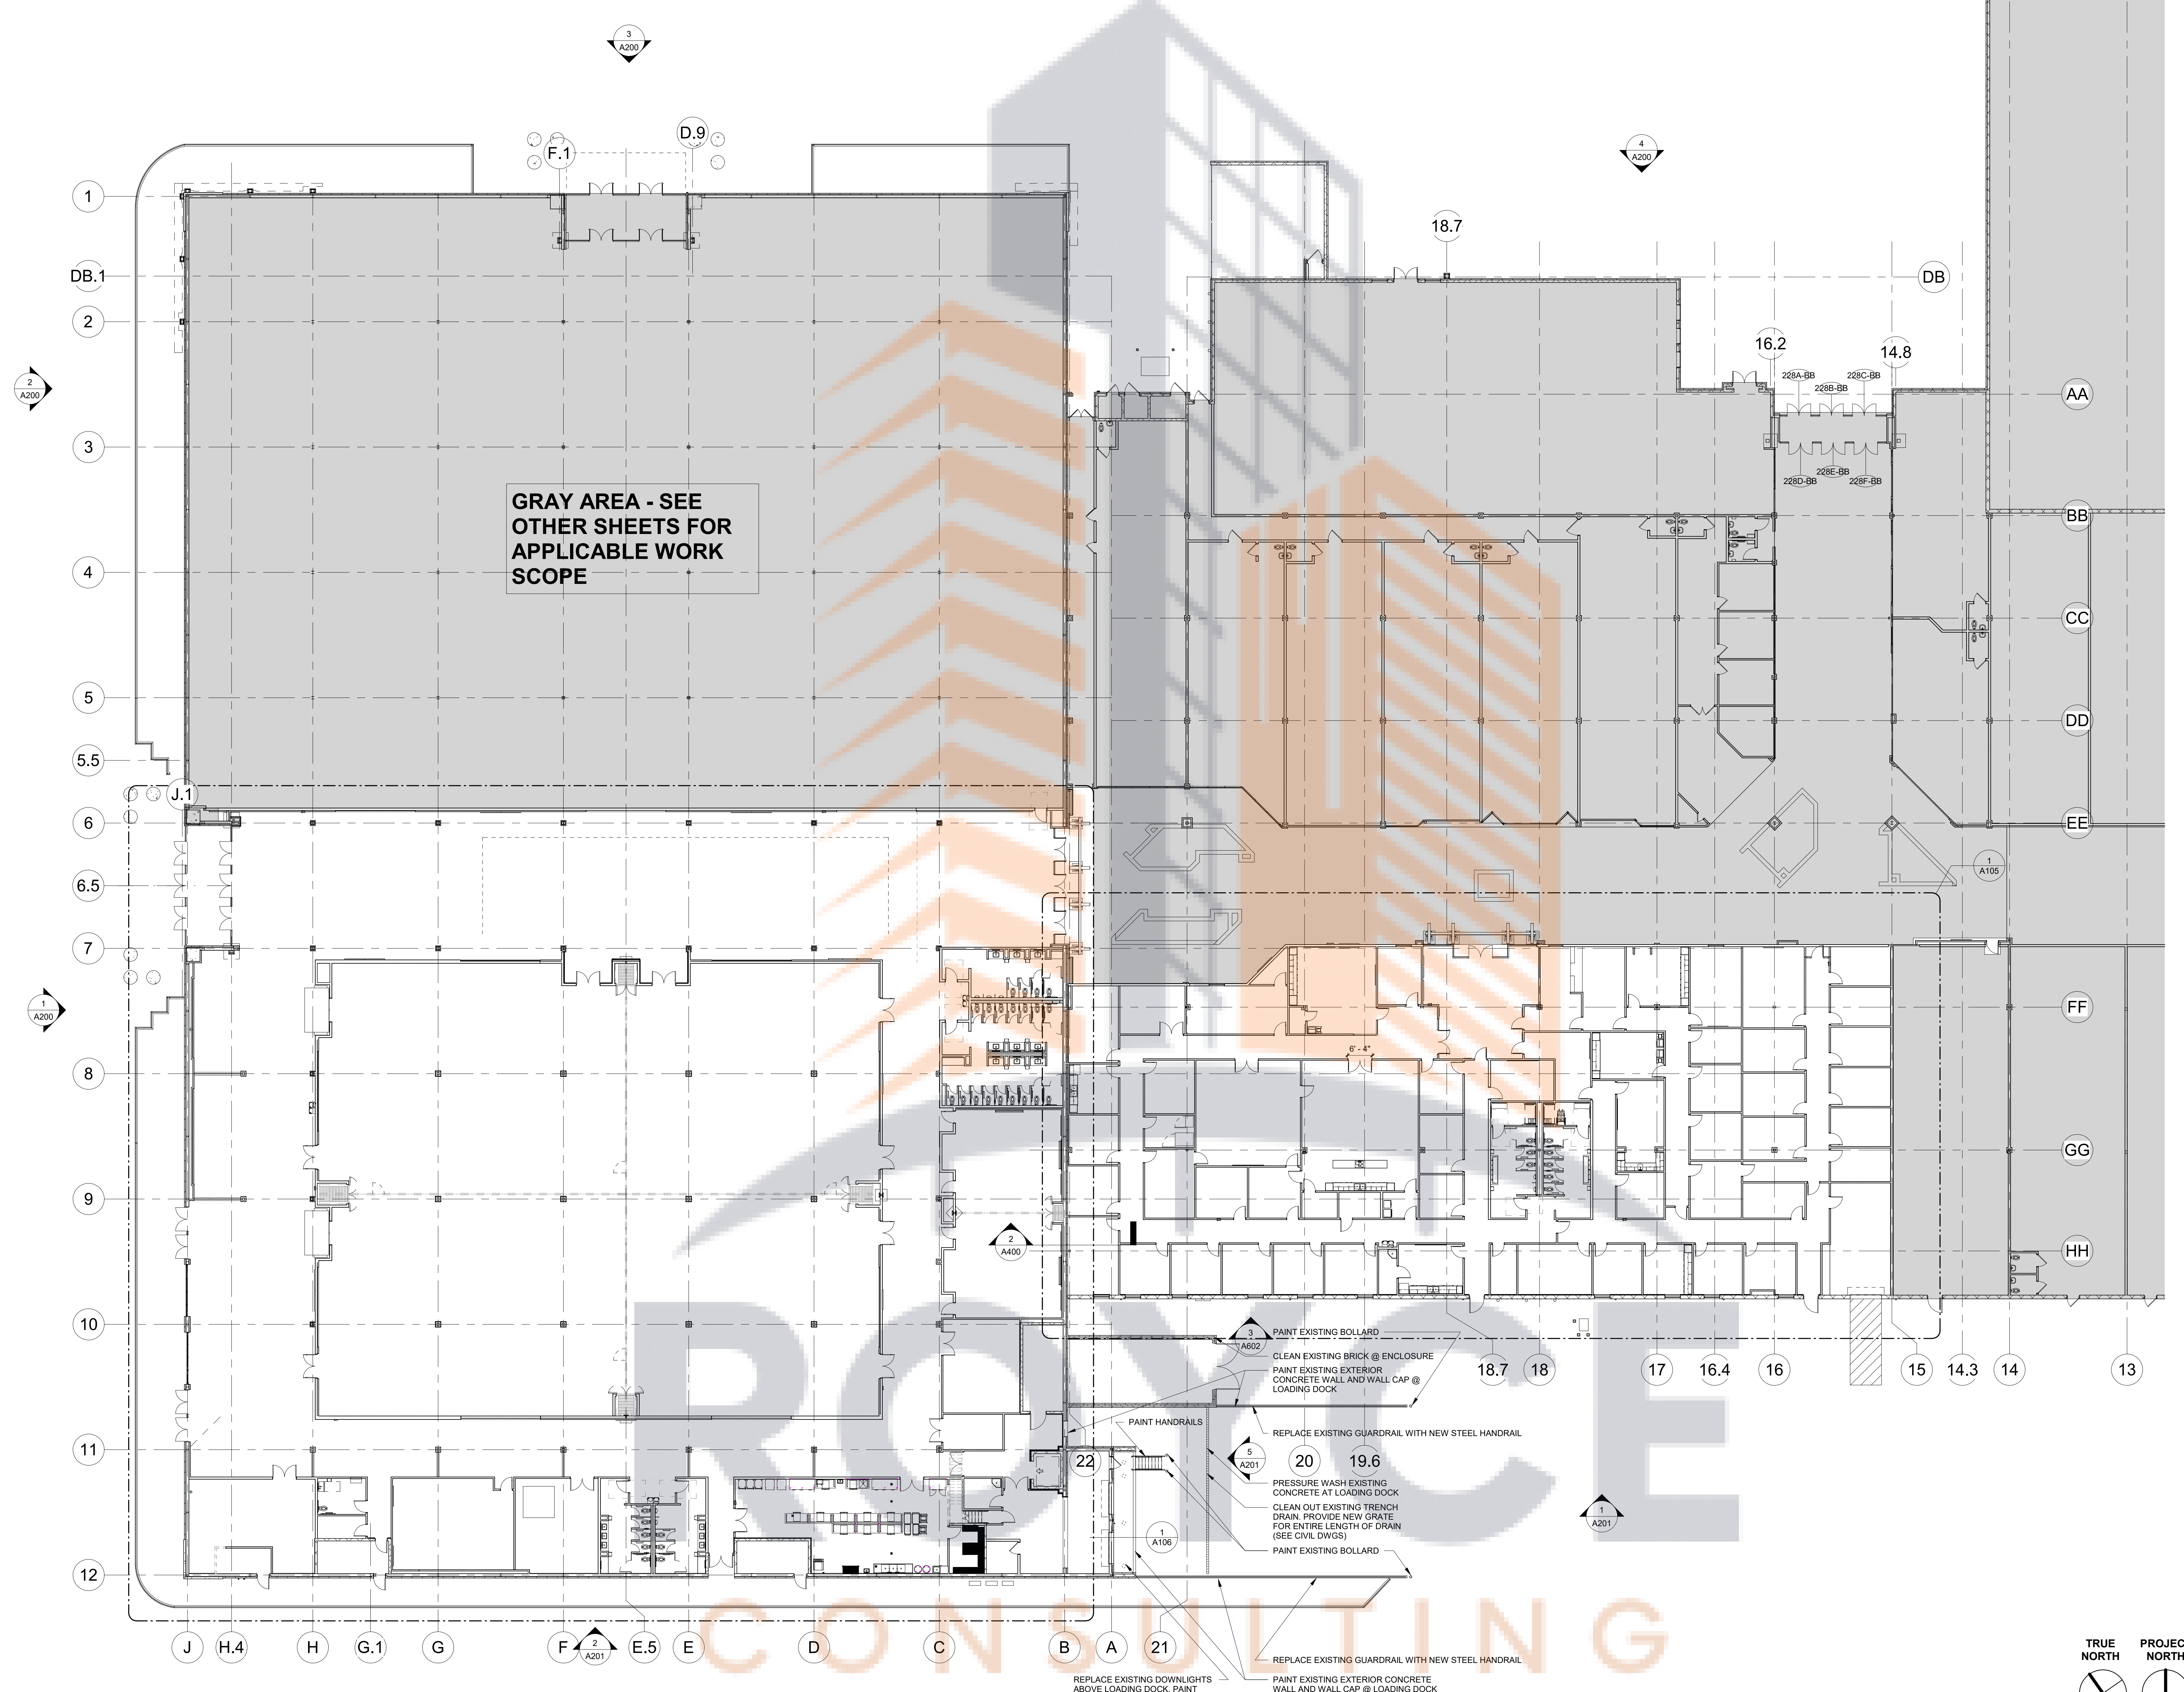 3
A200
D.9
F.1
4
A200
1
18.7
DB.1
DB
2
16.2
14.8
2
A200
228A-BB
228C-BB
228B-BB
AA
3
228E-BB
228D-BB
228F-BB
GRAY AREA - SEE
OTHER SHEETS FOR
APPLICABLE WORK
SCOPE
BB
4
CC
5
DD
5.5
J.1
6
EE
1
A105
6.5
7
1
A200
FF
6' - 4"
8
GG
9
2
A400
HH
10
3
A602
PAINT EXISTING BOLLARD
CLEAN EXISTING BRICK @ ENCLOSURE
PAINT EXISTING EXTERIOR
CONCRETE WALL AND WALL CAP @
LOADING DOCK
18.7
18
17
16.4
16
15
14.3
14
13
PAINT HANDRAILS
REPLACE EXISTING GUARDRAIL WITH NEW STEEL HANDRAIL
11
22
5
A201
20
19.6
PRESSURE WASH EXISTING
CONCRETE AT LOADING DOCK
CLEAN OUT EXISTING TRENCH
DRAIN. PROVIDE NEW GRATE
FOR ENTIRE LENGTH OF DRAIN
(SEE CIVIL DWGS)
1
A201
1
A106
PAINT EXISTING BOLLARD
12
ROYCE
CONSULTING
J
H.4
H
G.1
G
F
2
A201
E.5
E
D
C
B
A
21
REPLACE EXISTING GUARDRAIL WITH NEW STEEL HANDRAIL
REPLACE EXISTING DOWNLIGHTS
ABOVE LOADING DOCK. PAINT
PAINT EXISTING EXTERIOR CONCRETE
WALL AND WALL CAP @ LOADING DOCK
TRUE
NORTH
PROJEC
NORTH